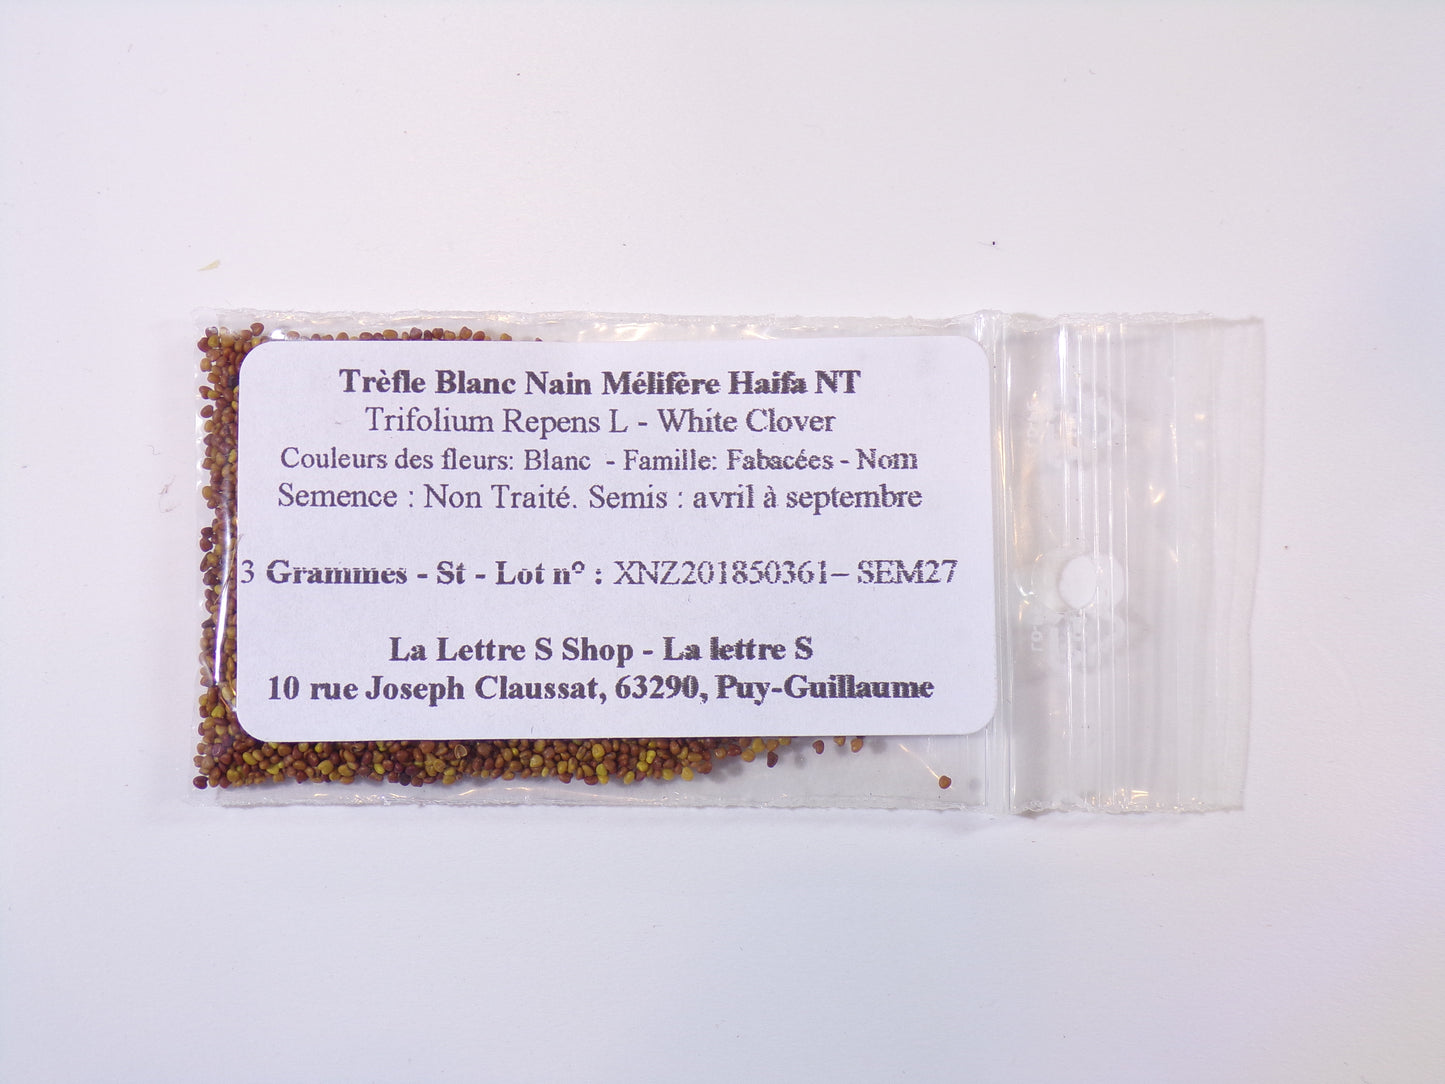 Trèfle Blanc Nain Mélifère Haifa NT
Trifolium Repens L - White Clover
Couleurs des fleurs: Blanc - Famille: Fabacées - Nom
Semence : Non Traité. Semis : avril à septembre
3 Grammes - St - Lot n° : XNZ201850361– SEM27
La Lettre S Shop - La lettre S
10 rue Joseph Claussat, 63290, Puy-Guillaume